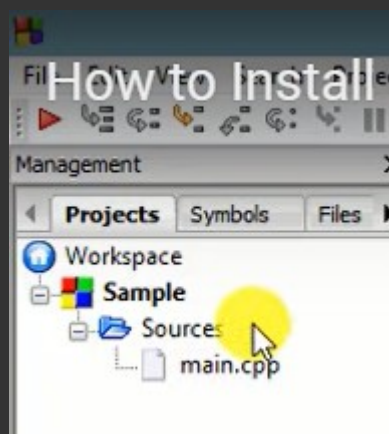 How to Install
Management
Projects Symbols Files
Workspace
Sample
Sources
main.cpp